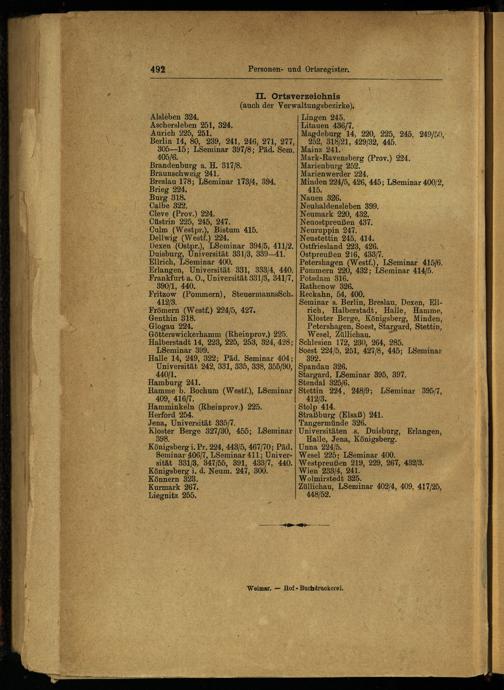 492
Personen- und Ortsregister.
II. Ortsverzeichnis
(auch der Verwaltungsbezirke).
Alsleben 324.
Aschersleben 251, 324.
Aurich 225, 251.
Berlin 14, 80, 239, 241, 246, 271, 277,
305—15; LSeminar 397/8; Päd. Sem.
405/6.
Brandenburg a. H. 317/8.
Braunschweig 241.
Breslau 178; LSeminar 173/4, 394.
Brieg 224.
Burg 318.
Calbe 322.
Cleve (Prov.) 224.
Cüstrin 225, 245, 247.
Culm (Westpr.), Bistum 415.
Dellwig (Westf.) 224.
Dexen (Ostpr.), LSeminar 394/5, 411/2.
Duisburg, Universität 331/3, 339—41.
Ellrich, LSeminar 400.
Erlangen, Universität 331, 333/4, 440.
Frankfurt a. O., Universität 331/3, 341/7,
390/1, 440.
Fritzow (Pommern), SteuermannsSch.
412/3.
Frömern (Westf.) 224/5, 427.
Genthin 318.
Glogau 224.
Götterswickerhamm (Rheinprov.) 225.
Halberstadt 14, 223, 225, 253, 324, 428;
LSeminar 399.
Halle 14, 249, 322; Päd. Seminar 404;
Universität 242, 331, 335, 338, 355/90,
440/1.
Hamburg 241.
Hamme b. Bochum (Westf.), LSeminar
409, 416/7.
Hamminkeln (Rheinprov.) 225.
Herford 254.
Jena, Universität 335/7.
Kloster Berge 327/30, 455; LSeminar
398.
Königsberg i. Pr. 224, 443/5, 467/70; Päd.
Seminar 406/7, LSeminar 411; Univer-
sität 331/3, 347/55, 391, 433/7, 440.
Königsberg i. d. Neum. 247, 300.
Könnern 323.
Kurmark 267.
Liegnitz 255.
Lingen 245.
Litauen 436/7.
Magdeburg 14, 220, 225, 245, 249/50,
252, 318/21, 429/32, 445.
Mainz 241.
Mark-Ravensberg (Prov.) 224.
Marienburg 252.
Marienwerder 224.
Minden 224/5, 426, 445; LSeminar 400/2,
415.
Nauen 326.
Neuhaldensleben 399.
Neumark 220, 432.
Neuostpreußen 437.
Neuruppin 247.
Neustettin 245, 414.
Ostfriesland 223, 426.
Ostpreußen 216, 433/7.
Petershagen (Westf.), LSeminar 415/6.
Pommern 220, 432; LSeminar 414/5.
Potsdam 316.
Rathenow 326.
Reckahn, 54, 400.
Seminar s. Berlin, Breslau, Dexen, Ell-
rich, Halberstadt, Halle, Hamme,
Kloster Berge, Königsberg, Minden,
Petershagen, Soest, Stargard, Stettin,
Wesel, Züllichau.
Schlesien 172, 230, 264, 285.
Soest 224/5, 251, 427/8, 445; LSeminar
392.
Spandau 326.
Stargard, LSeminar 395, 397.
Stendal 325/6.
Stettin 224, 248/9; LSeminar 395/7,
412/3.
Stolp 414.
Straßburg (Elsaß) 241.
Tangermünde 326.
Universitäten s. Duisburg, Erlangen,
Halle, Jena, Königsberg.
Unna 224/5.
Wesel 225; LSeminar 400.
Westpreußen 219, 229, 267, 432/3.
Wien 233/4, 241.
Wolmirstedt 325.
Züllichau, LSeminar 402/4, 409, 417/25,
448/52.
Weimar. — Hof-Buchdruckerei.